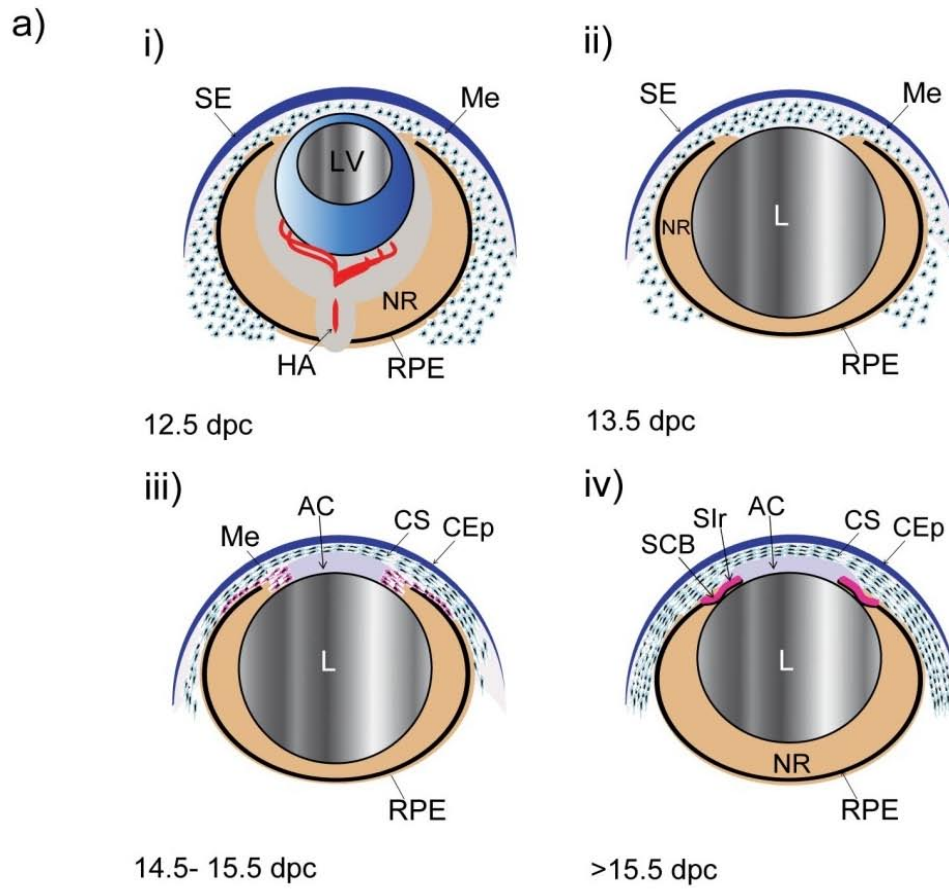 a)
i)
SE
Me
LV
NR
HA
RPE
12.5 dpc
ii)
SE
Me
L
NR
RPE
13.5 dpc
iii)
AC
Me
CS
CEp
L
RPE
14.5- 15.5 dpc
iv)
SIr
AC
SCB
CS
CEp
L
NR
RPE
>15.5 dpc